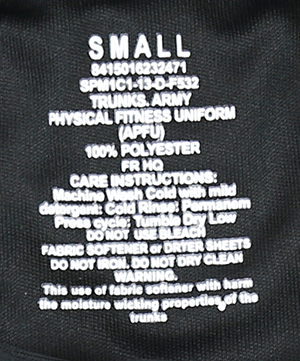 SMALL
8415016232471
SPM1C1-13-D-F532
TRUNKS, ARMY
PHYSICAL FITNESS UNIFORM
(APFU)
100% POLYESTER
FR HQ
CARE INSTRUCTIONS:
Machine Wash Cold with mild
detergent: Cold Rinse: Permanent
Press cycle: Tumble Dry Low
DO NOT USE BLEACH
FABRIC SOFTENER or DRYER SHEETS
DO NOT IRON, DO NOT DRY CLEAN
WARNING.
This use of fabric softener with harm
the moisture wicking properties of the
trunks